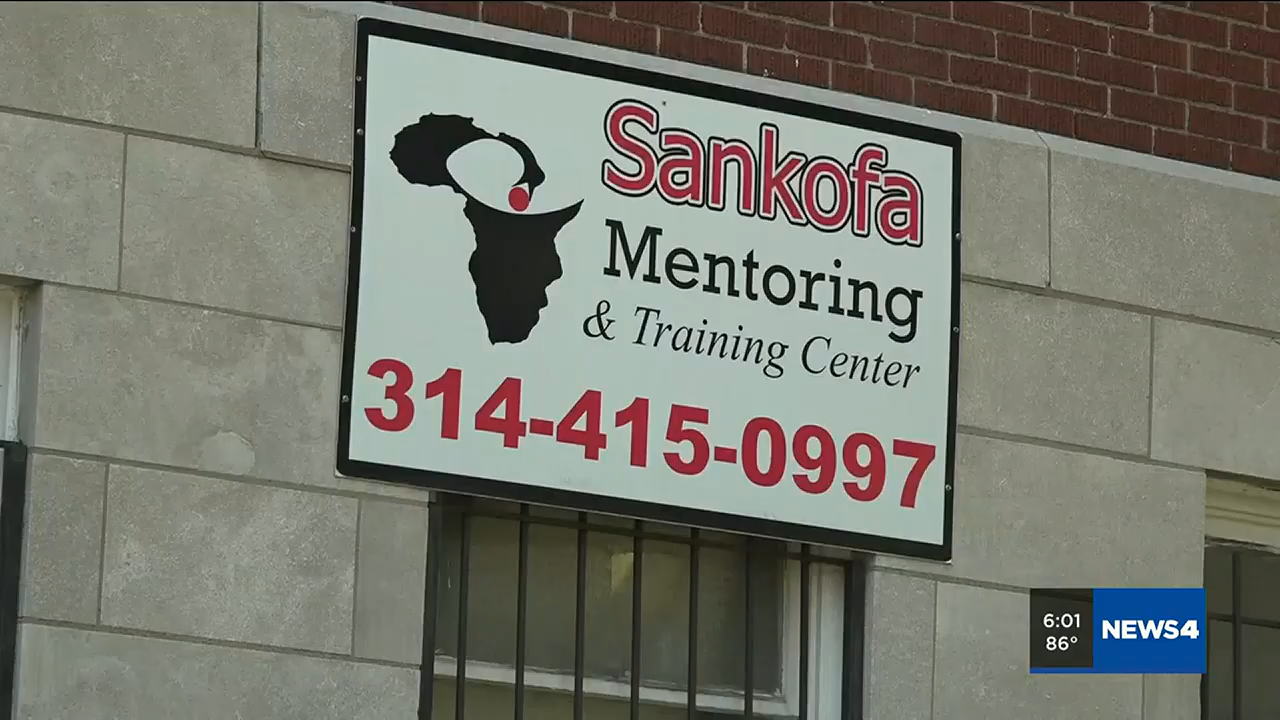 Sankofa
Mentoring
& Training Center
314-415-0997
6:01
86°
NEWS4